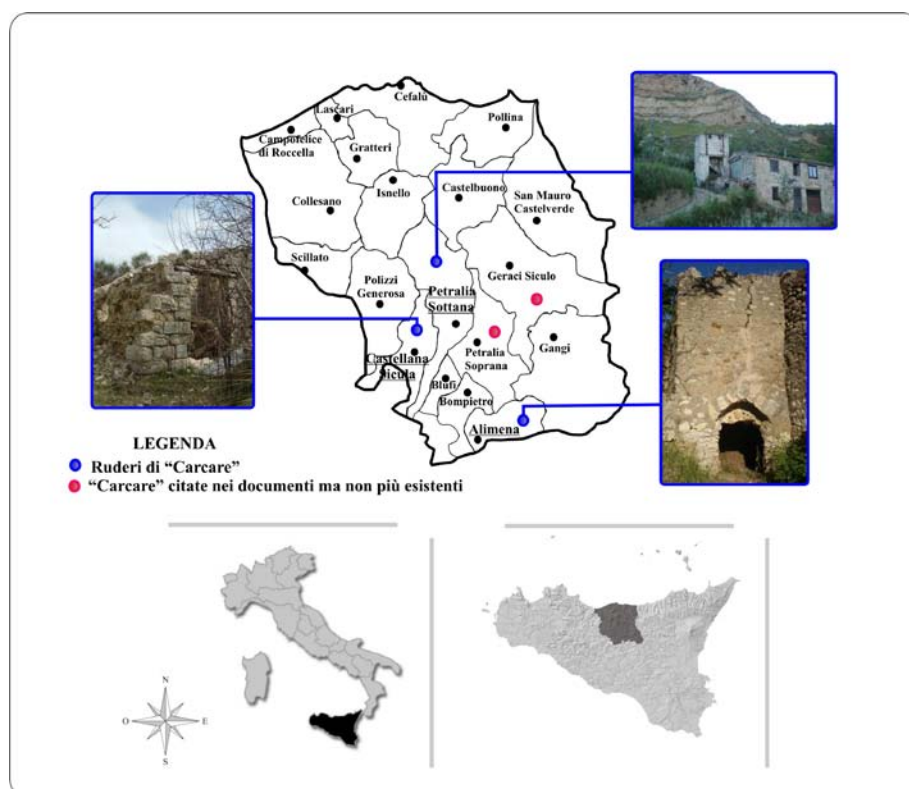 Cefalù
Lascari
Pollina
Campofelice
di Roccella
Gratteri
Isnello
Castelbuono
Collesano
San Mauro
Castelverde
Scillato
Geraci Siculo
Polizzi
Generosa
Petralia
Sottana
Petralia
Soprana
Gangi
Castellana
Sicula
Blufi
Bompietro
Alimena
LEGENDA
Ruderi di “Carcare”
“Carcare” citate nei documenti ma non più esistenti
N
O
E
S